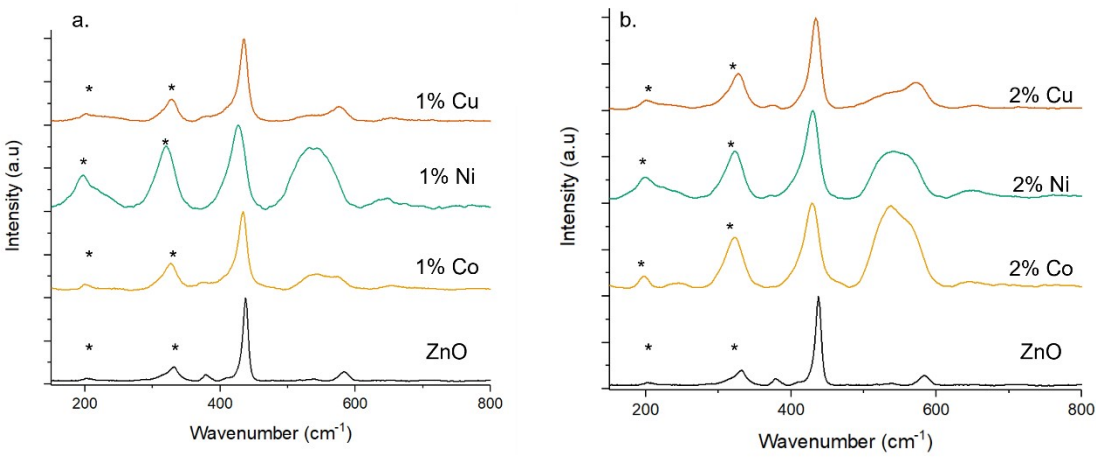 a.
*
*
1% Cu
*
*
1% Ni
*
*
1% Co
*
*
ZnO
Intensity (a.u)
200
400
600
800
Wavenumber (cm⁻¹)
b.
*
*
2% Cu
*
*
2% Ni
*
*
2% Co
*
*
ZnO
Intensity (a.u)
200
400
600
800
Wavenumber (cm⁻¹)